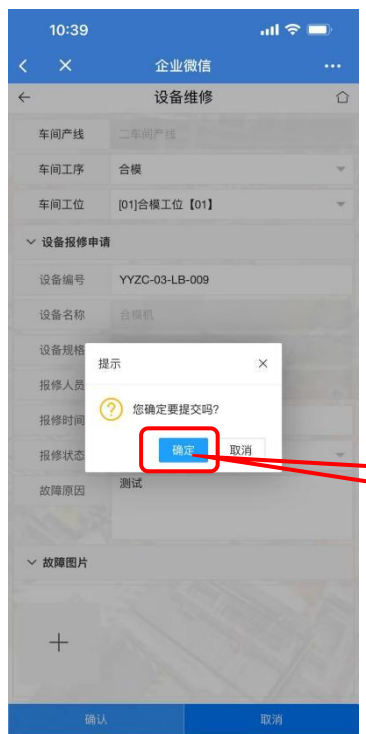 10:39
企业微信
设备维修
车间产线 二车间产线
车间工序 合模
车间工位 [01]合模工位【01】
设备报修申请
设备编号 YYZC-03-LB-009
设备名称 合模机
设备规格
提示
报修人员
您确定要提交吗?
报修时间
确定 取消
报修状态
故障原因 测试
故障图片
确认 取消